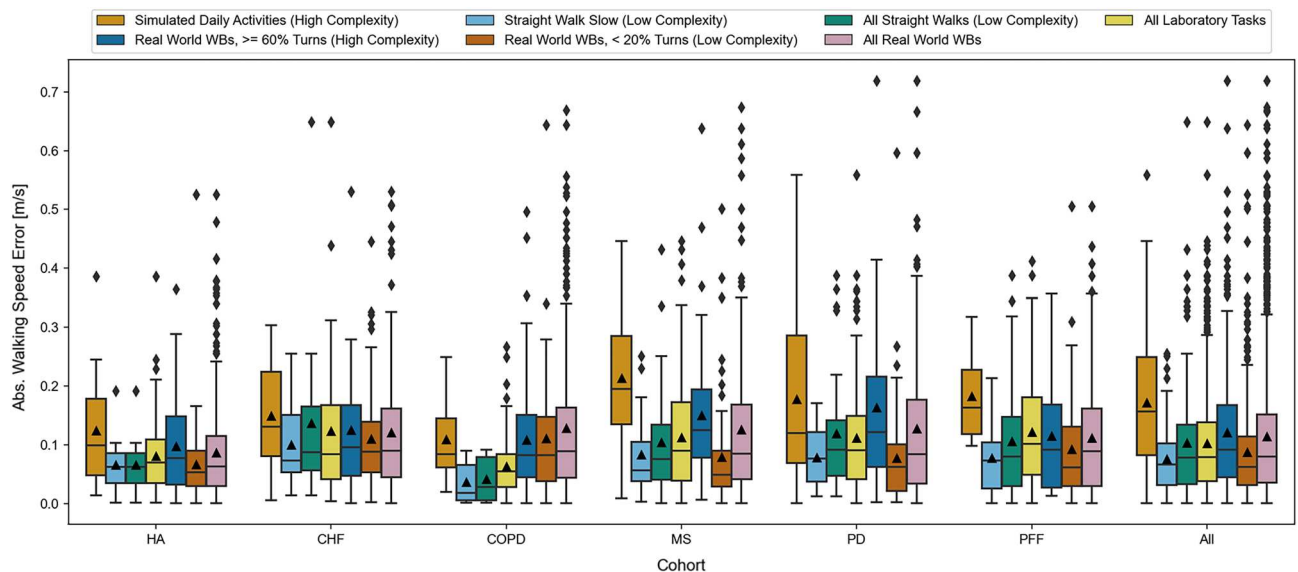 Simulated Daily Activities (High Complexity) Straight Walk Slow (Low Complexity) All Straight Walks (Low Complexity) All Laboratory Tasks
Real World WBs, >= 60% Turns (High Complexity) Real World WBs, < 20% Turns (Low Complexity) All Real World WBs
Abs. Walking Speed Error [m/s]
0.7
0.6
0.5
0.4
0.3
0.2
0.1
0.0
HA CHF COPD MS PD PFF All
Cohort